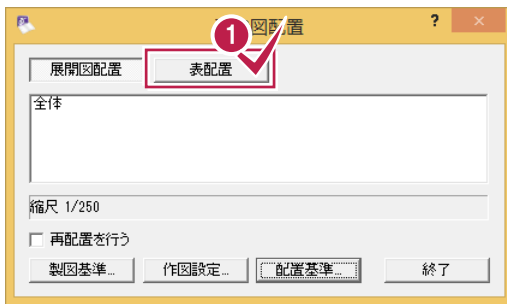 図配置
?
×
1
展開図配置 表配置
全体
縮尺 1/250
再配置を行う
製図基準... 作図設定... 配置基準... 終了